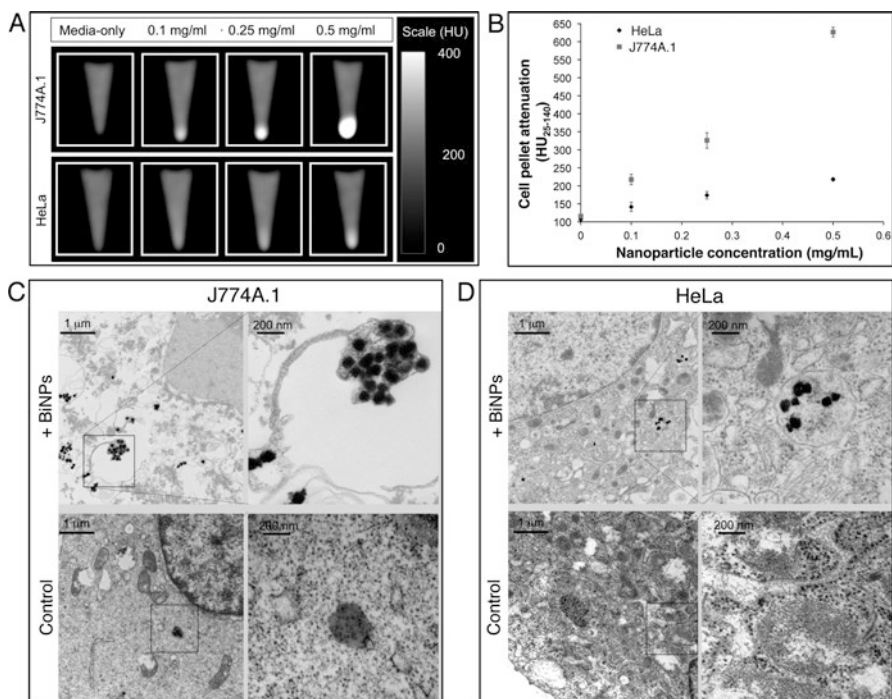 A
Media-only 0.1 mg/ml · 0.25 mg/ml 0.5 mg/ml Scale (HU)
J774A.1
HeLa
400
200
0
B
Cell pellet attenuation
(HU25-140)
650
600
550
500
450
400
350
300
250
200
150
100
HeLa
J774A.1
0 0.1 0.2 0.3 0.4 0.5 0.6
Nanoparticle concentration (mg/mL)
C
J774A.1
+ BiNPs
1 μm
200 nm
Control
1 μm
200 nm
D
HeLa
+ BiNPs
1 μm
200 nm
Control
1 μm
200 nm